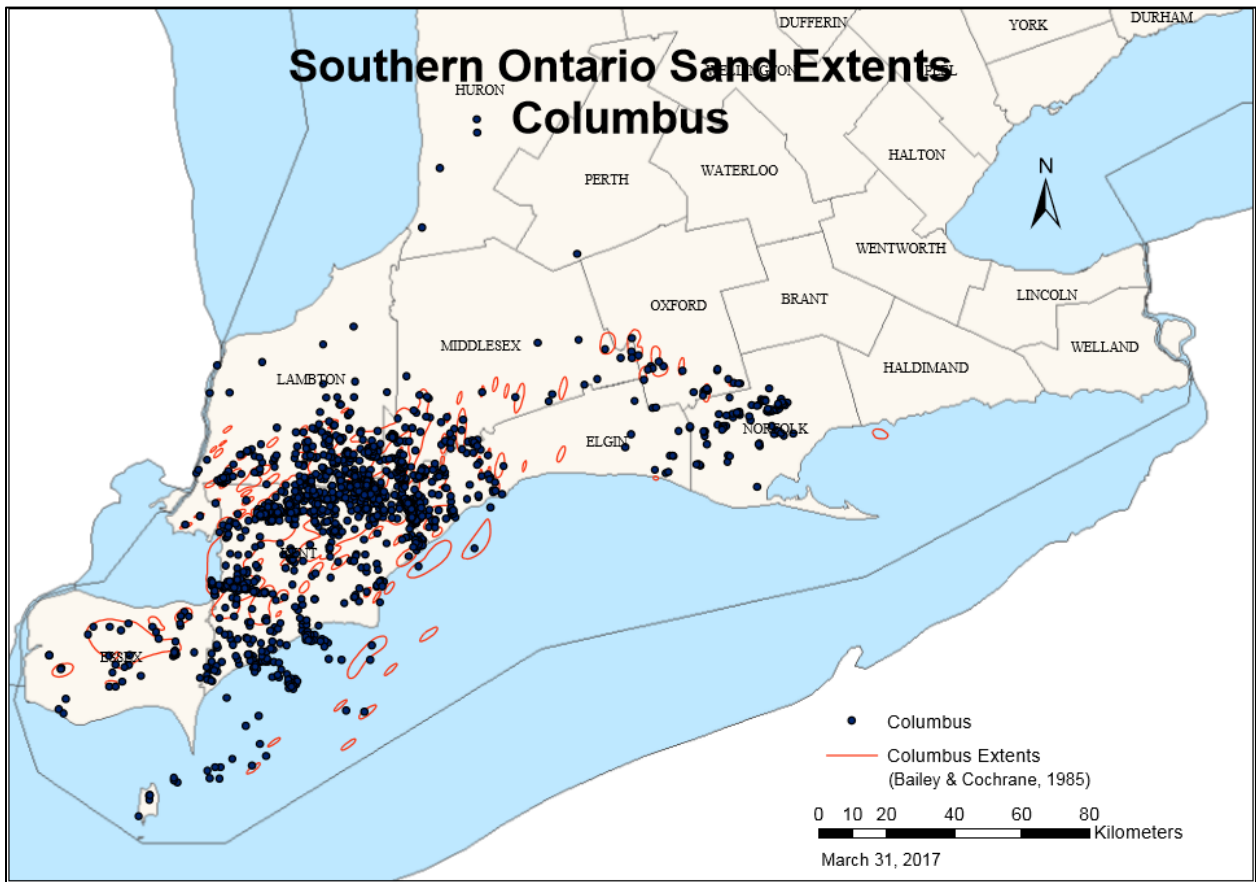 DUFFERIN
YORK
DURHAM
Southern Ontario Sand Extents
Columbus
WELLINGTON
PEEL
HURON
HALTON
PERTH
WATERLOO
N
WENTWORTH
OXFORD
BRANT
LINCOLN
MIDDLESEX
WELLAND
HALDIMAND
LAMBTON
ELGIN
NORFOLK
KENT
ESSEX
Columbus
Columbus Extents
(Bailey & Cochrane, 1985)
0 10 20 40 60 80
Kilometers
March 31, 2017